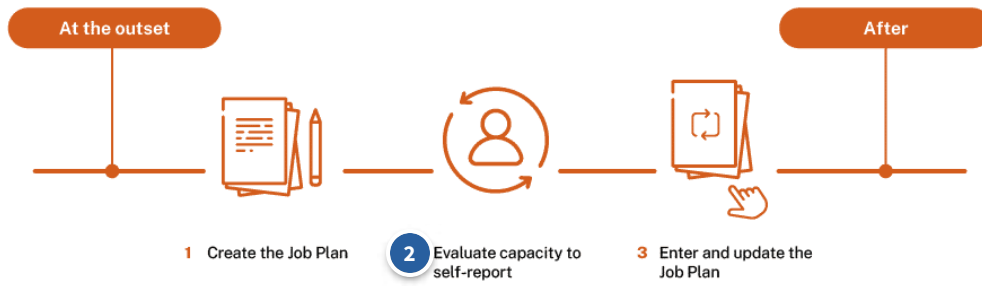 At the outset
After
1 Create the Job Plan
2 Evaluate capacity to
self-report
3 Enter and update the
Job Plan